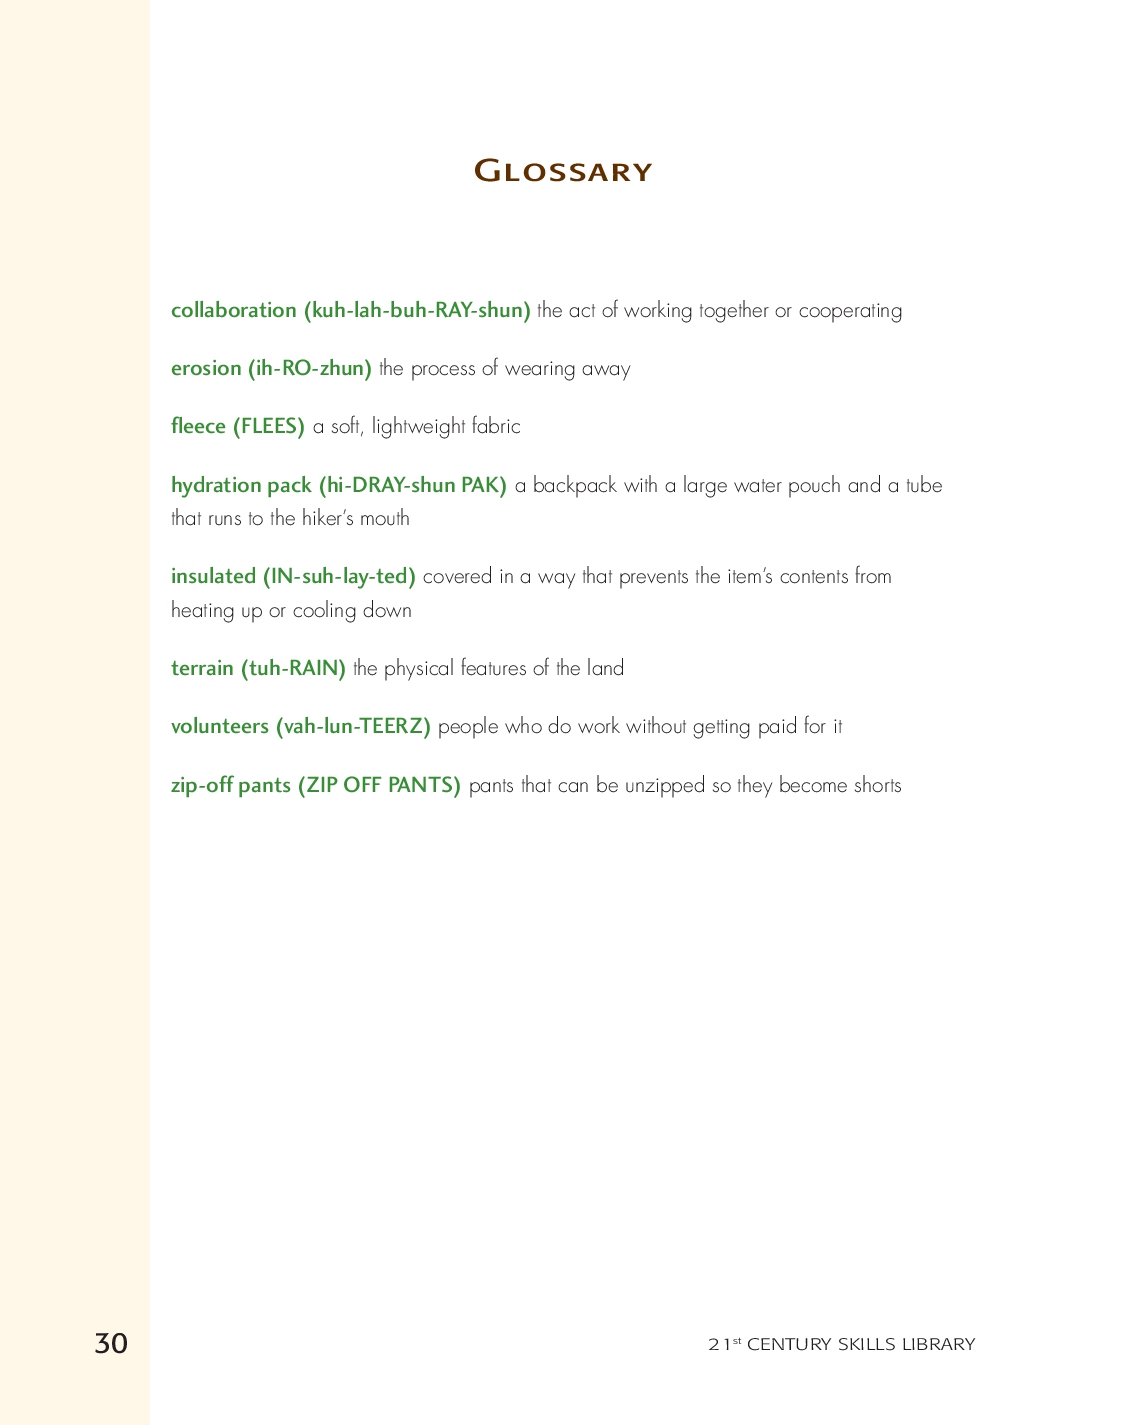 Glossary
collaboration (kuh-lah-buh-RAY-shun) the act of working together or cooperating
erosion (ih-RO-zhun) the process of wearing away
fleece (FLEES) a soft, lightweight fabric
hydration pack (hi-DRAY-shun PAK) a backpack with a large water pouch and a tube
that runs to the hiker’s mouth
insulated (IN-suh-lay-ted) covered in a way that prevents the item’s contents from
heating up or cooling down
terrain (tuh-RAIN) the physical features of the land
volunteers (vah-lun-TEERZ) people who do work without getting paid for it
zip-off pants (ZIP OFF PANTS) pants that can be unzipped so they become shorts
30
21st CENTURY SKILLS LIBRARY